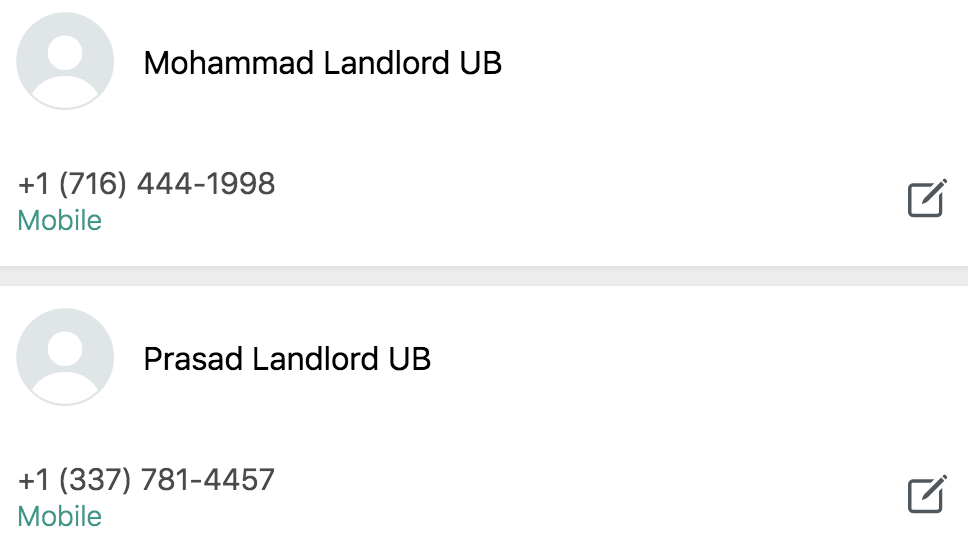 Mohammad Landlord UB
+1 (716) 444-1998
Mobile
Prasad Landlord UB
+1 (337) 781-4457
Mobile